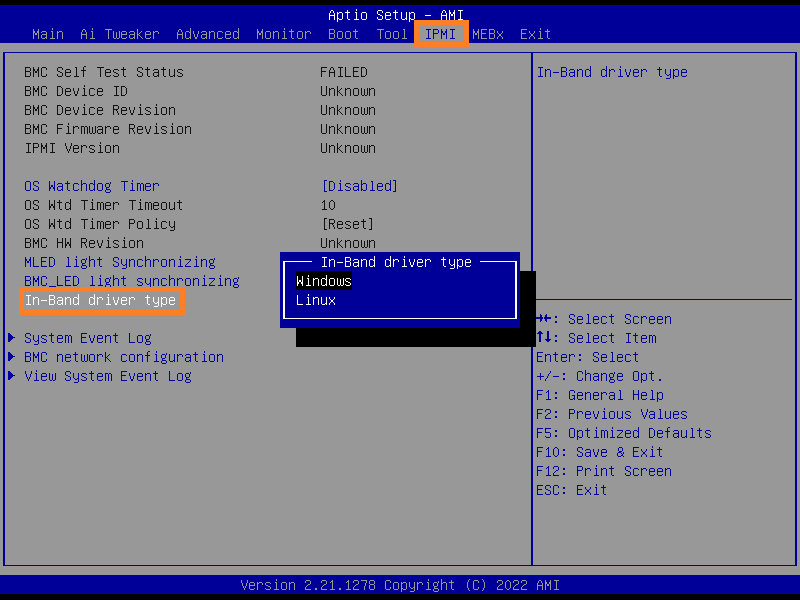 Aptio Setup – AMI
Main Ai Tweaker Advanced Monitor Boot Tool IPMI MEBx Exit
BMC Self Test Status FAILED
BMC Device ID Unknown
BMC Device Revision Unknown
BMC Firmware Revision Unknown
IPMI Version Unknown
OS Watchdog Timer [Disabled]
OS Wtd Timer Timeout 10
OS Wtd Timer Policy [Reset]
BMC HW Revision Unknown
MLED light Synchronizing
BMC_LED light synchronizing
In-Band driver type
System Event Log
BMC network configuration
View System Event Log
In-Band driver type
Windows
Linux
In-Band driver type
→←: Select Screen
↑↓: Select Item
Enter: Select
+/-: Change Opt.
F1: General Help
F2: Previous Values
F5: Optimized Defaults
F10: Save & Exit
F12: Print Screen
ESC: Exit
Version 2.21.1278 Copyright (C) 2022 AMI